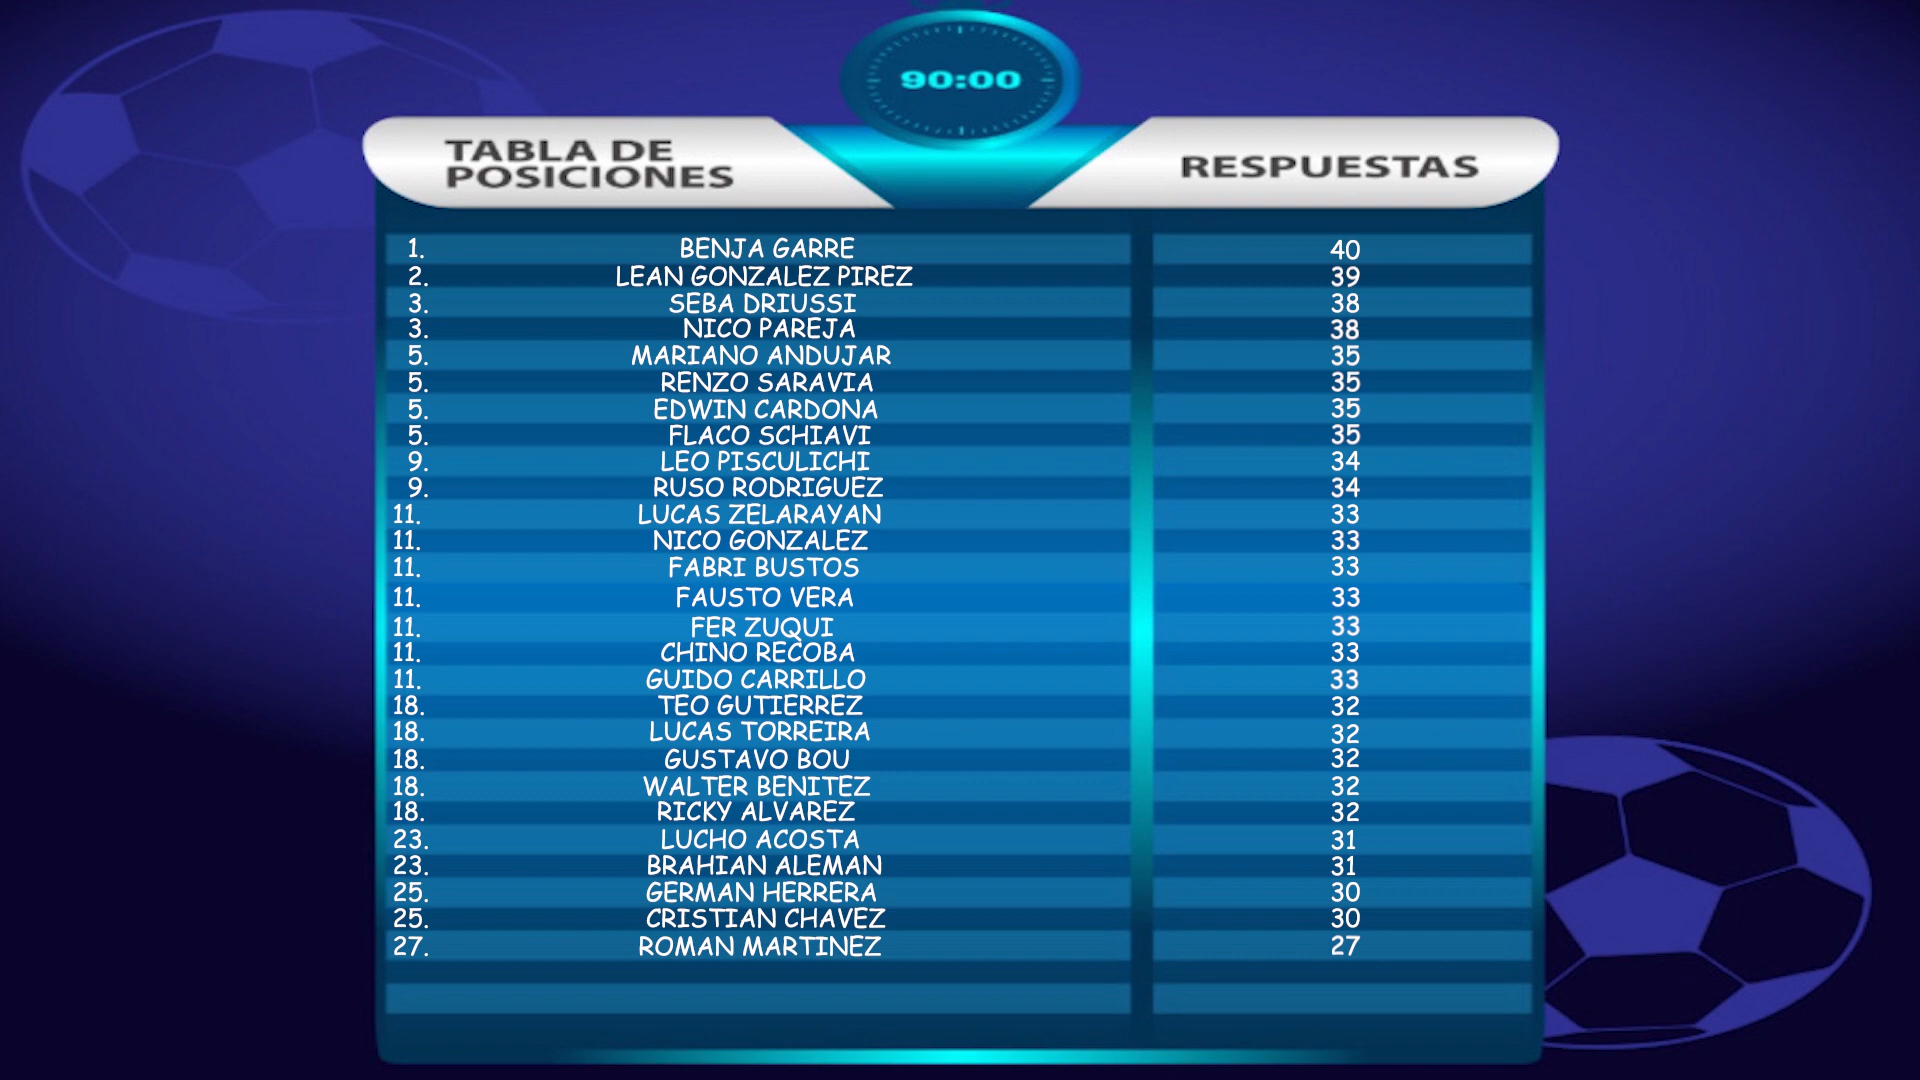 90:00
TABLA DE
POSICIONES
RESPUESTAS
1. BENJA GARRE 40
2. LEAN GONZALEZ PIREZ 39
3. SEBA DRIUSSI 38
3. NICO PAREJA 38
5. MARIANO ANDUJAR 35
5. RENZO SARAVIA 35
5. EDWIN CARDONA 35
5. FLACO SCHIAVI 35
9. LEO PISCULICHI 34
9. RUSO RODRIGUEZ 34
11. LUCAS ZELARAYAN 33
11. NICO GONZALEZ 33
11. FABRI BUSTOS 33
11. FAUSTO VERA 33
11. FER ZUQUI 33
11. CHINO RECOBA 33
11. GUIDO CARRILLO 33
18. TEO GUTIERREZ 32
18. LUCAS TORREIRA 32
18. GUSTAVO BOU 32
18. WALTER BENITEZ 32
18. RICKY ALVAREZ 32
23. LUCHO ACOSTA 31
23. BRAHIAN ALEMAN 31
25. GERMAN HERRERA 30
25. CRISTIAN CHAVEZ 30
27. ROMAN MARTINEZ 27